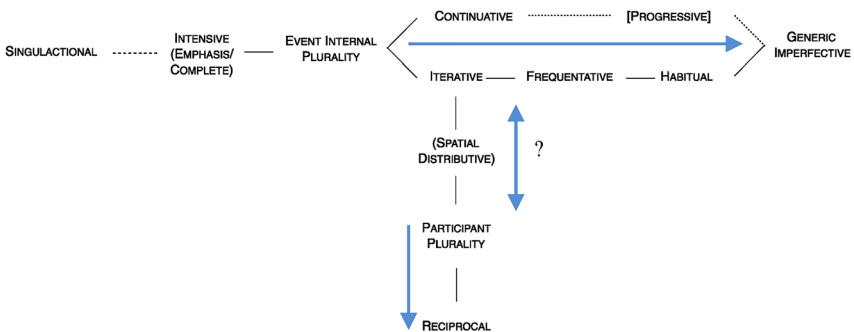 CONTINUATIVE
[PROGRESSIVE]
SINGULACTIONAL
INTENSIVE
(EMPHASIS/
COMPLETE)
EVENT INTERNAL
PLURALITY
GENERIC
IMPERFECTIVE
ITERATIVE
FREQUENTATIVE
HABITUAL
(SPATIAL
DISTRIBUTIVE)
?
PARTICIPANT
PLURALITY
RECIPROCAL